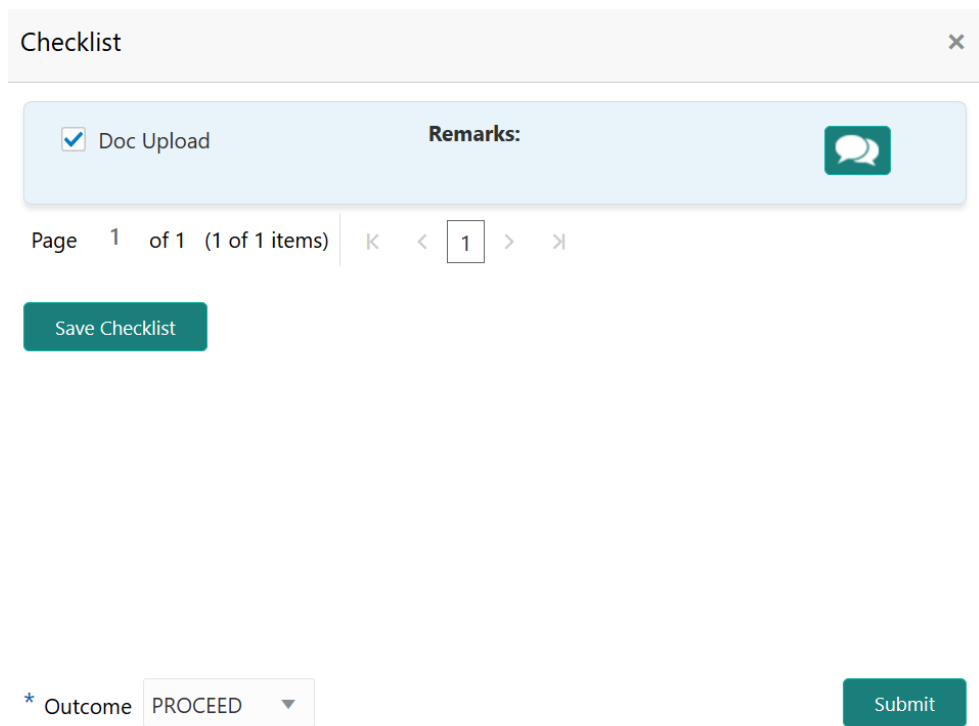 Checklist
Doc Upload Remarks:
Page 1 of 1 (1 of 1 items) 1
Save Checklist
* Outcome PROCEED Submit